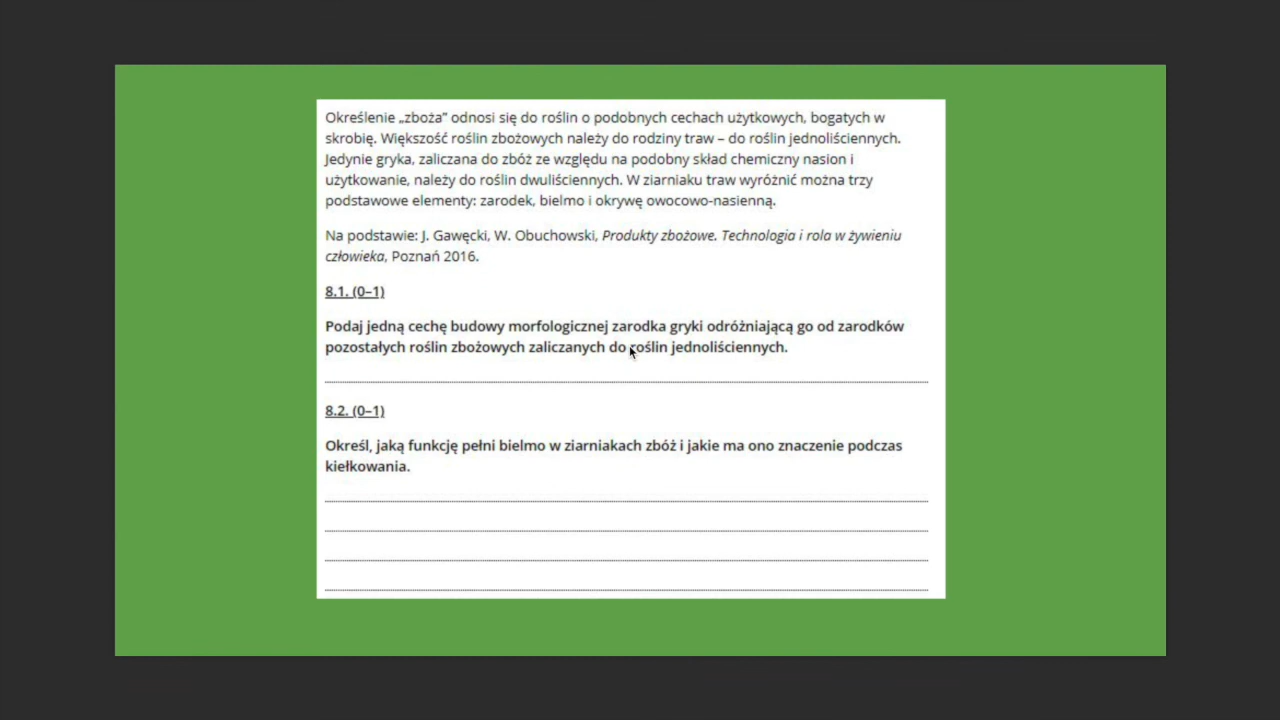 Określenie „zboża” odnosi się do roślin o podobnych cechach użytkowych, bogatych w
skrobię. Większość roślin zbożowych należy do rodziny traw – do roślin jednoliściennych.
Jedynie gryka, zaliczana do zbóż ze względu na podobny skład chemiczny nasion i
użytkowanie, należy do roślin dwuliściennych. W ziarniaku traw wyróżnić można trzy
podstawowe elementy: zarodek, bielmo i okrywę owocowo-nasienną.
Na podstawie: J. Gawęcki, W. Obuchowski, Produkty zbożowe. Technologia i rola w żywieniu
człowieka, Poznań 2016.
8.1. (0–1)
Podaj jedną cechę budowy morfologicznej zarodka gryki odróżniającą go od zarodków
pozostałych roślin zbożowych zaliczanych do roślin jednoliściennych.
8.2. (0–1)
Określ, jaką funkcję pełni bielmo w ziarniakach zbóż i jakie ma ono znaczenie podczas
kiełkowania.